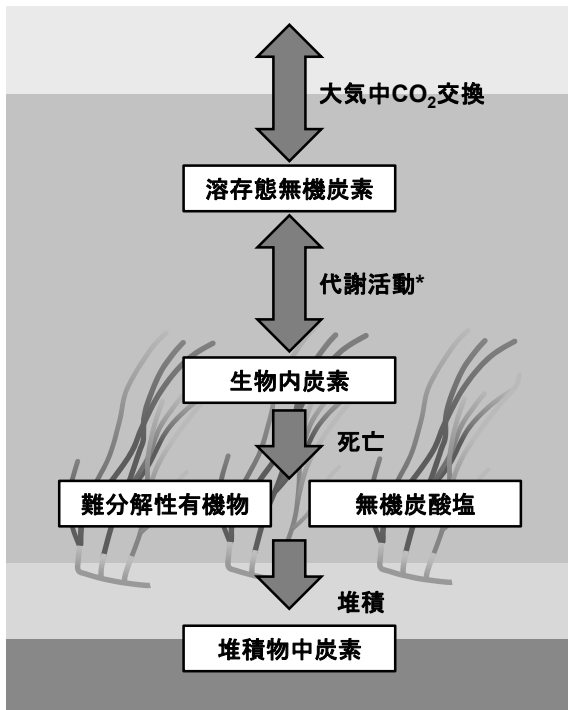 大気中CO₂交換
溶存態無機炭素
代謝活動*
生物内炭素
死亡
難分解性有機物
無機炭酸塩
堆積
堆積物中炭素